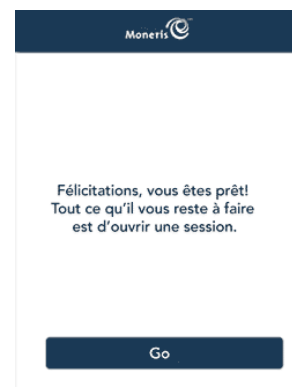 Moneris
Félicitations, vous êtes prêt!
Tout ce qu'il vous reste à faire
est d'ouvrir une session.
Go